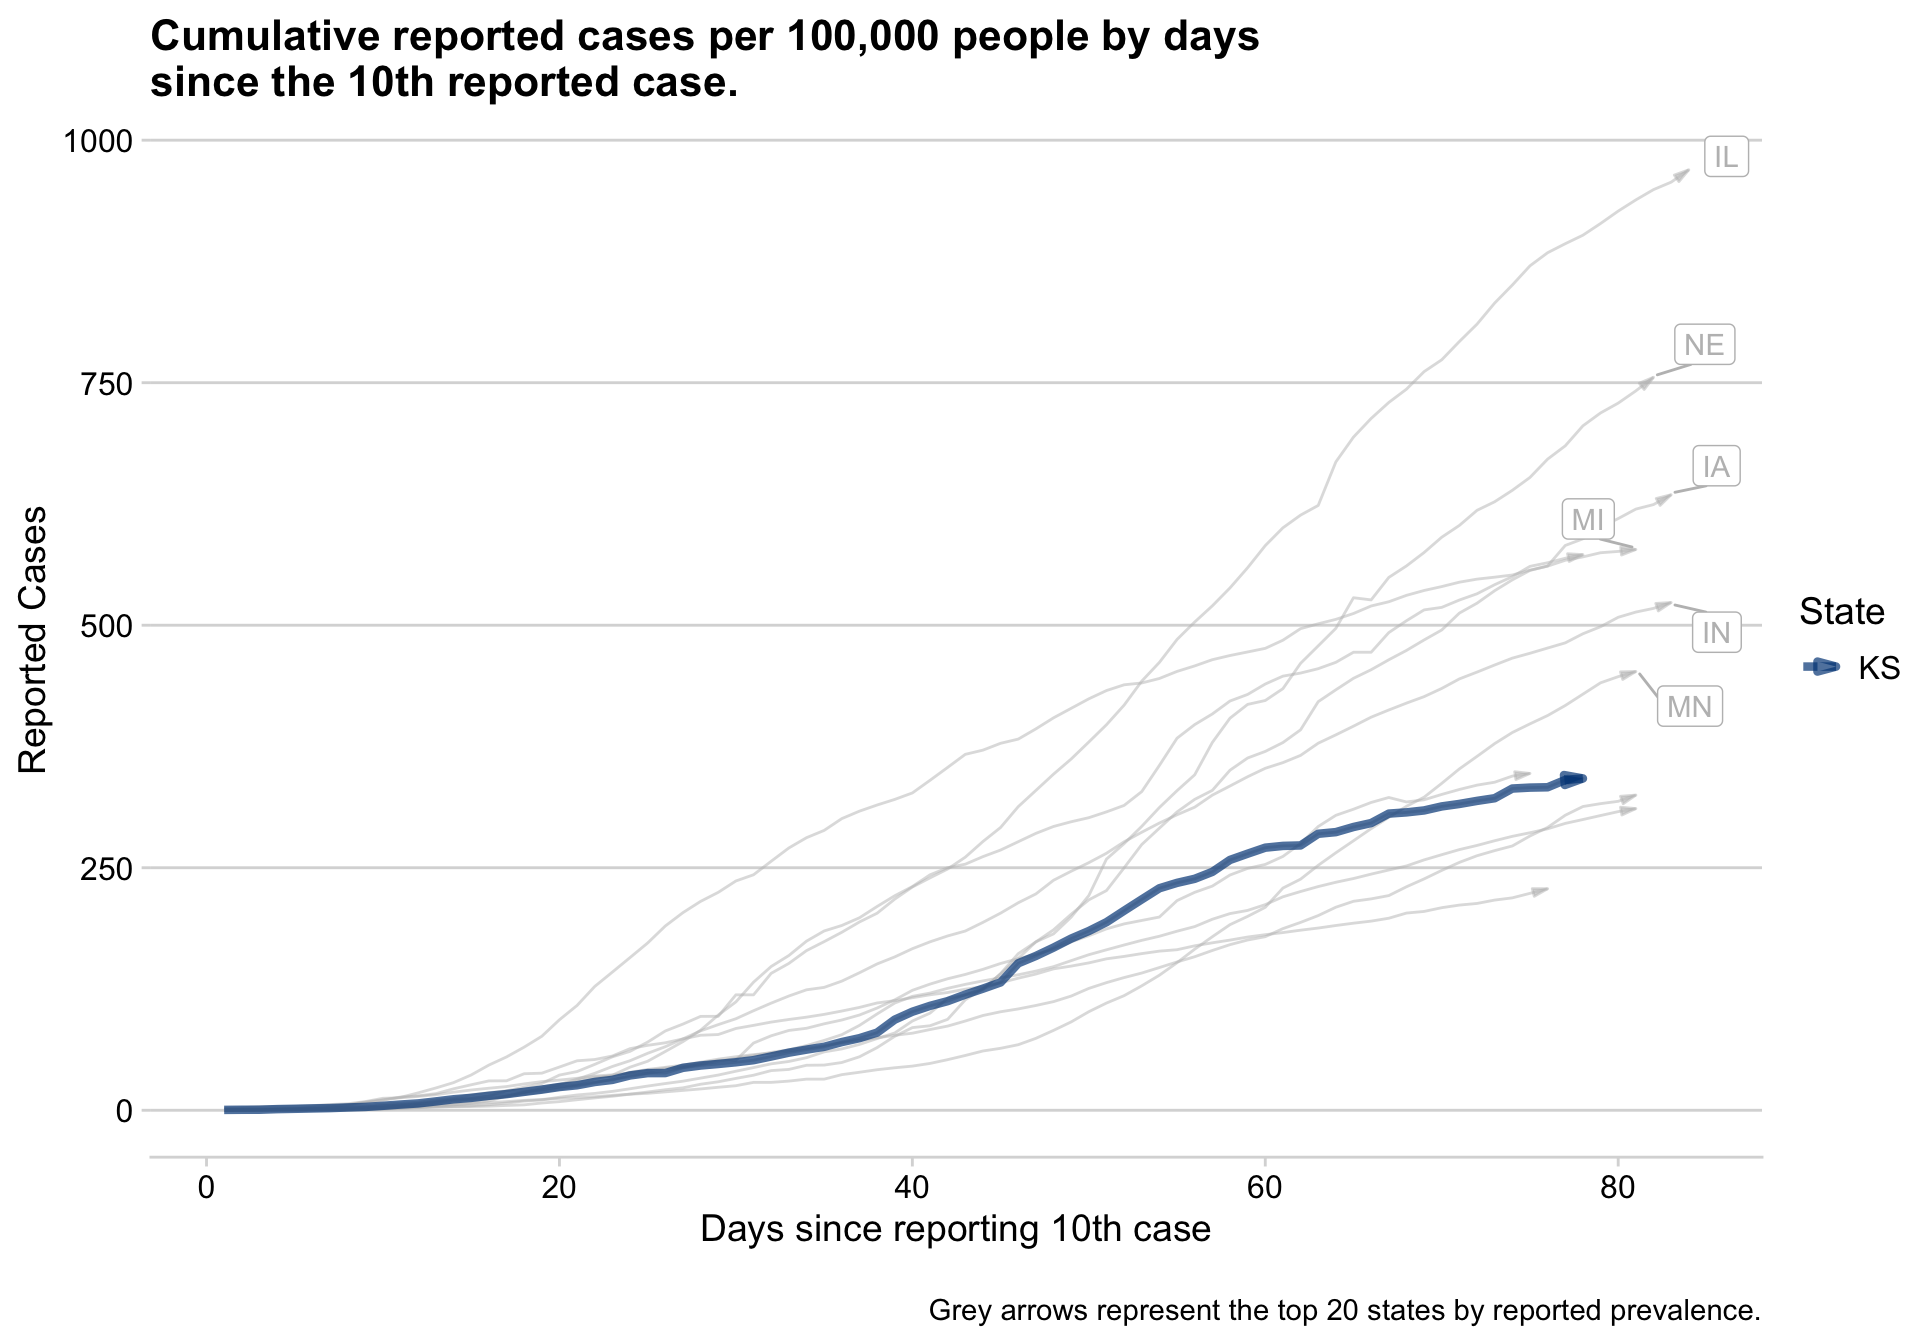 Cumulative reported cases per 100,000 people by days
since the 10th reported case.
1000
750
500
250
0
Reported Cases
IL
NE
IA
MI
IN
MN
State
KS
0 20 40 60 80
Days since reporting 10th case
Grey arrows represent the top 20 states by reported prevalence.